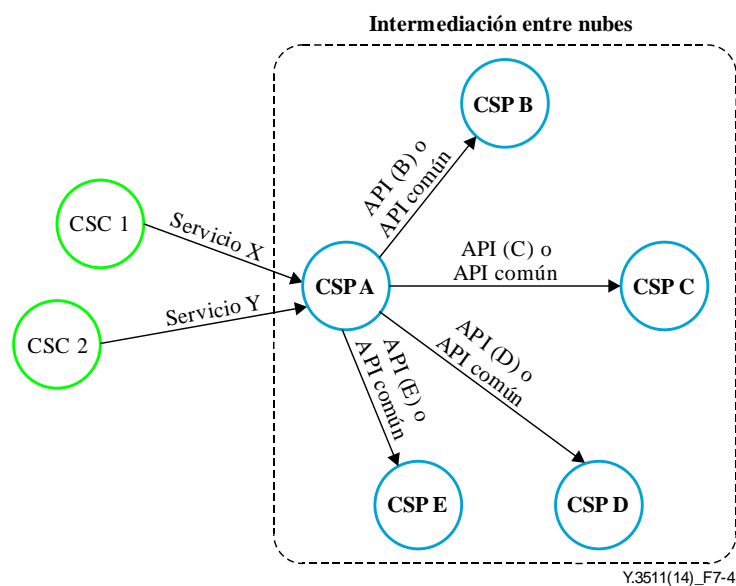 Intermediación entre nubes
CSP B
API (B) o
API común
CSC 1
Servicio X
API (C) o
API común
CSP A
CSP C
Servicio Y
CSC 2
API (D) o
API común
API (E) o
API común
CSP E
CSP D
Y.3511(14)_F7-4